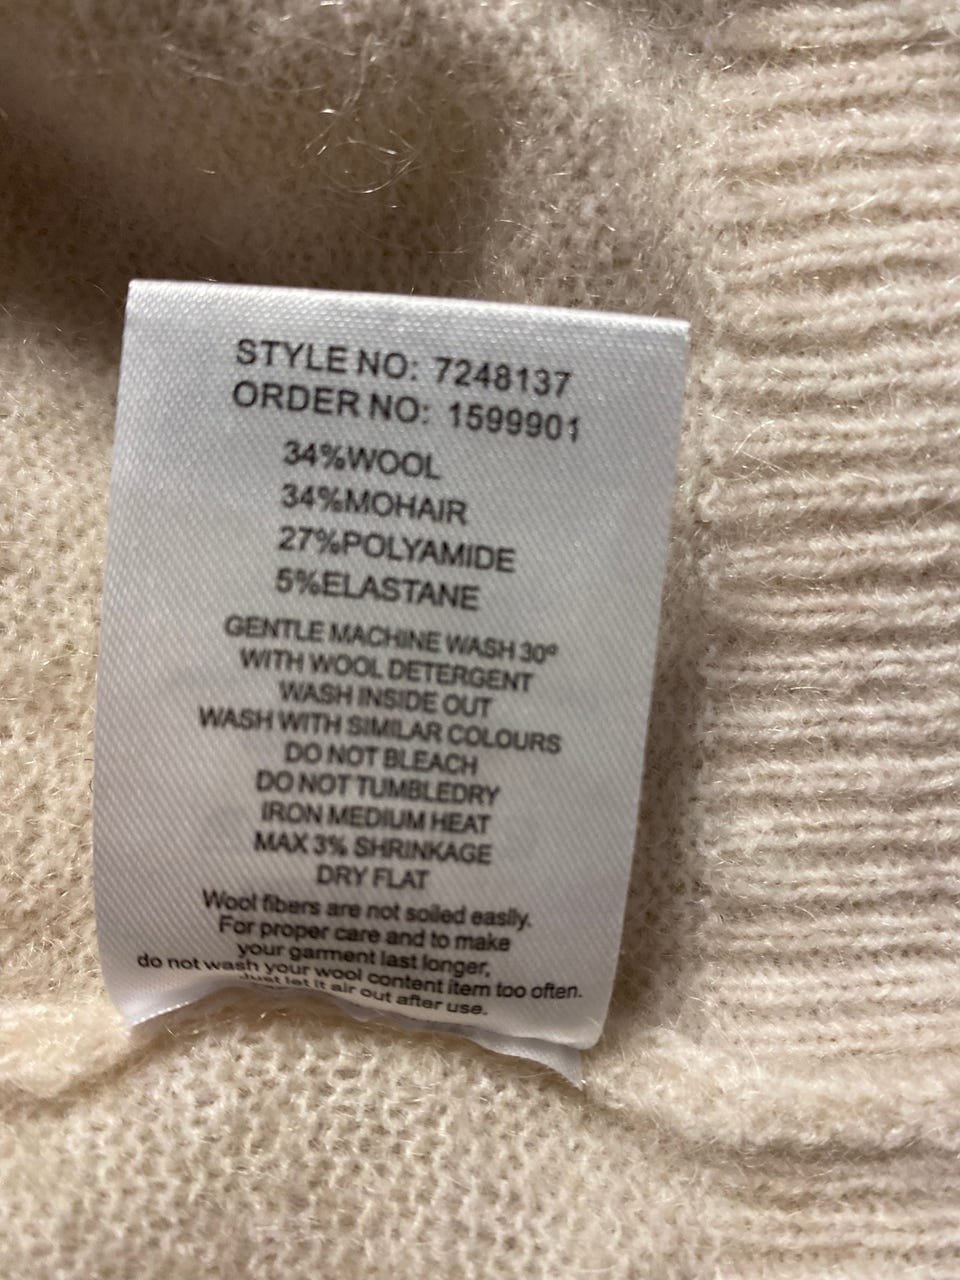 STYLE NO: 7248137
ORDER NO: 1599901
34%WOOL
34%MOHAIR
27%POLYAMIDE
5%ELASTANE
GENTLE MACHINE WASH 30º
WITH WOOL DETERGENT
WASH INSIDE OUT
WASH WITH SIMILAR COLOURS
DO NOT BLEACH
DO NOT TUMBLEDRY
IRON MEDIUM HEAT
MAX 3% SHRINKAGE
DRY FLAT
Wool fibers are not soiled easily.
For proper care and to make
your garment last longer,
do not wash your wool content item too often.
Just let it air out after use.